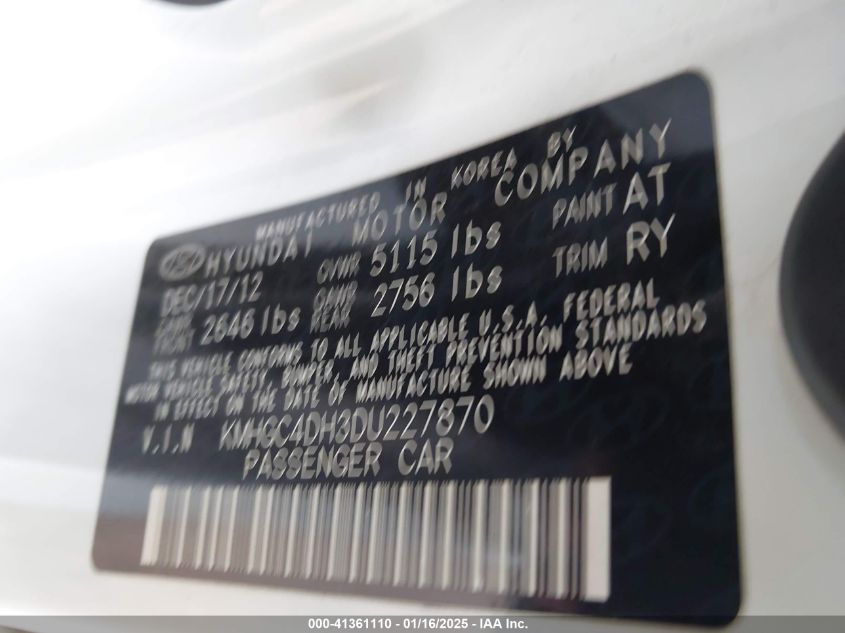 MANUFACTURED IN KOREA BY
HYUNDAI MOTOR COMPANY
DEC/17/12 GVWR 5115 lbs PAINT AT
GAWR FRNT 2646 lbs GAWR REAR 2756 lbs TRIM RY
THIS VEHICLE CONFORMS TO ALL APPLICABLE U.S.A. FEDERAL
MOTOR VEHICLE SAFETY, BUMPER, AND THEFT PREVENTION STANDARDS
IN EFFECT ON THE DATE OF MANUFACTURE SHOWN ABOVE
V.I.N KMHGC4DH3DU227870
PASSENGER CAR
000-41361110 - 01/16/2025 - IAA Inc.